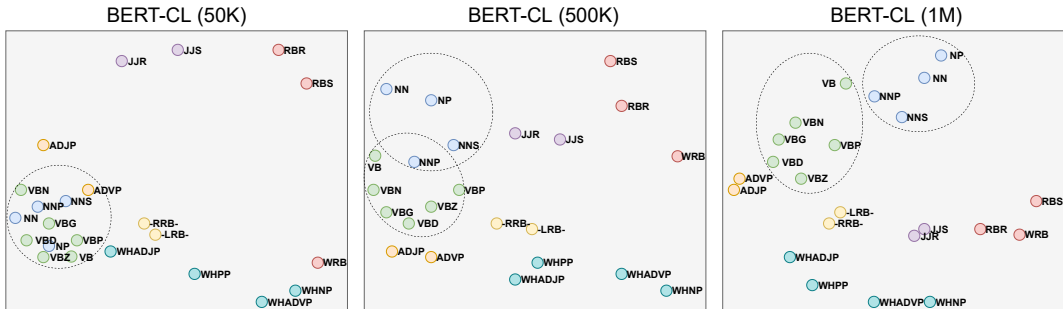 BERT-CL (50K)
JJS
JJR
RBR
RBS
ADJP
VBN
ADVP
NNS
NNP
NN
VBG
-RRB-
-LRB-
VBD
NP
VBP
VBZ
VB
WHADJP
WHPP
WRB
WHNP
WHADVP
BERT-CL (500K)
RBS
NN
NP
RBR
JJR
JJS
NNS
WRB
VB
NNP
VBN
VBP
VBZ
VBG
VBD
-RRB-
-LRB-
ADJP
ADVP
WHPP
WHADJP
WHADVP
WHNP
BERT-CL (1M)
NP
NN
VB
NNP
NNS
VBN
VBG
VBP
VBD
VBZ
ADVP
ADJP
-LRB-
-RRB-
RBS
JJS
JJR
RBR
WRB
WHADJP
WHPP
WHADVP
WHNP